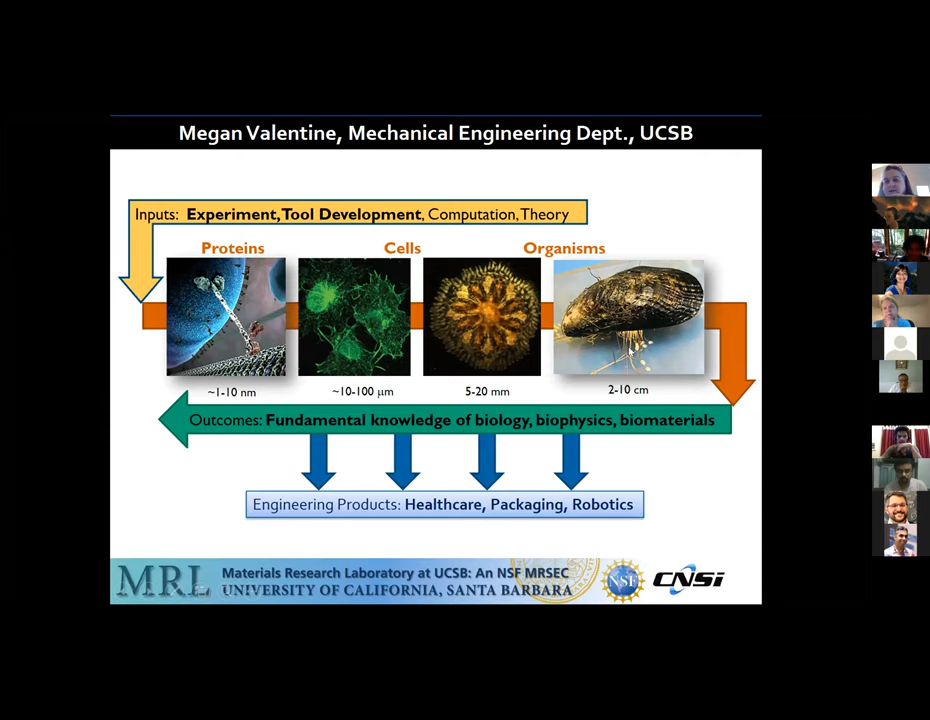 Megan Valentine, Mechanical Engineering Dept., UCSB
Inputs: Experiment, Tool Development, Computation, Theory
Proteins
Cells
Organisms
~1-10 nm
~10-100 μm
5-20 mm
2-10 cm
Outcomes: Fundamental knowledge of biology, biophysics, biomaterials
Engineering Products: Healthcare, Packaging, Robotics
MRL
Materials Research Laboratory at UCSB: An NSF MRSEC
UNIVERSITY OF CALIFORNIA, SANTA BARBARA
NSF
CNSi